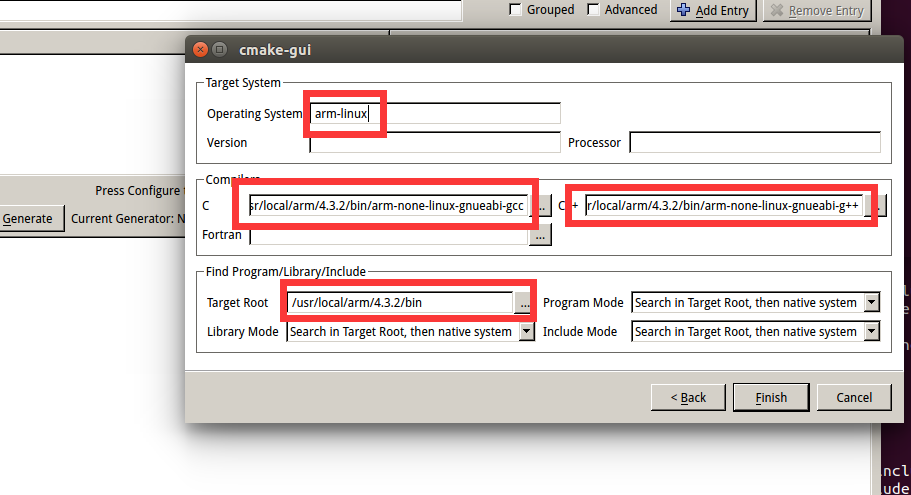 Grouped Advanced Add Entry Remove Entry
cmake-gui
Target System
Operating System arm-linux
Version Processor
Compilers
C sr/local/arm/4.3.2/bin/arm-none-linux-gnueabi-gcc ... C++ r/local/arm/4.3.2/bin/arm-none-linux-gnueabi-g++
Fortran ...
Press Configure
Generate Current Generator: N
Find Program/Library/Include
Target Root /usr/local/arm/4.3.2/bin ... Program Mode Search in Target Root, then native system
Library Mode Search in Target Root, then native system Include Mode Search in Target Root, then native system
< Back Finish Cancel
incl
ude